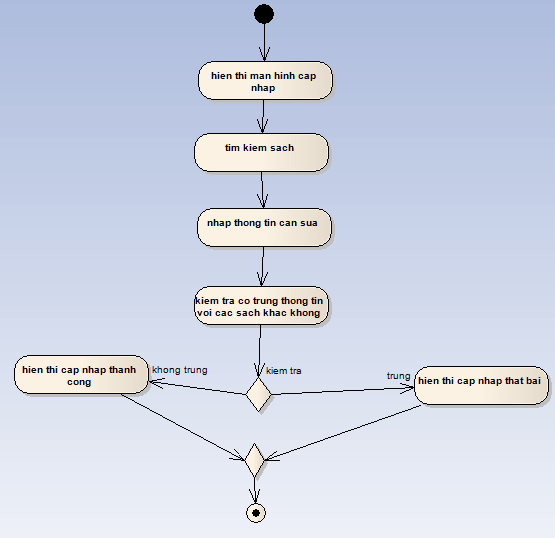 hien thi man hinh cap
nhap
tim kiem sach
nhap thong tin can sua
kiem tra co trung thong tin
voi cac sach khac khong
hien thi cap nhap thanh
cong
khong trung
kiem tra
trung
hien thi cap nhap that bai